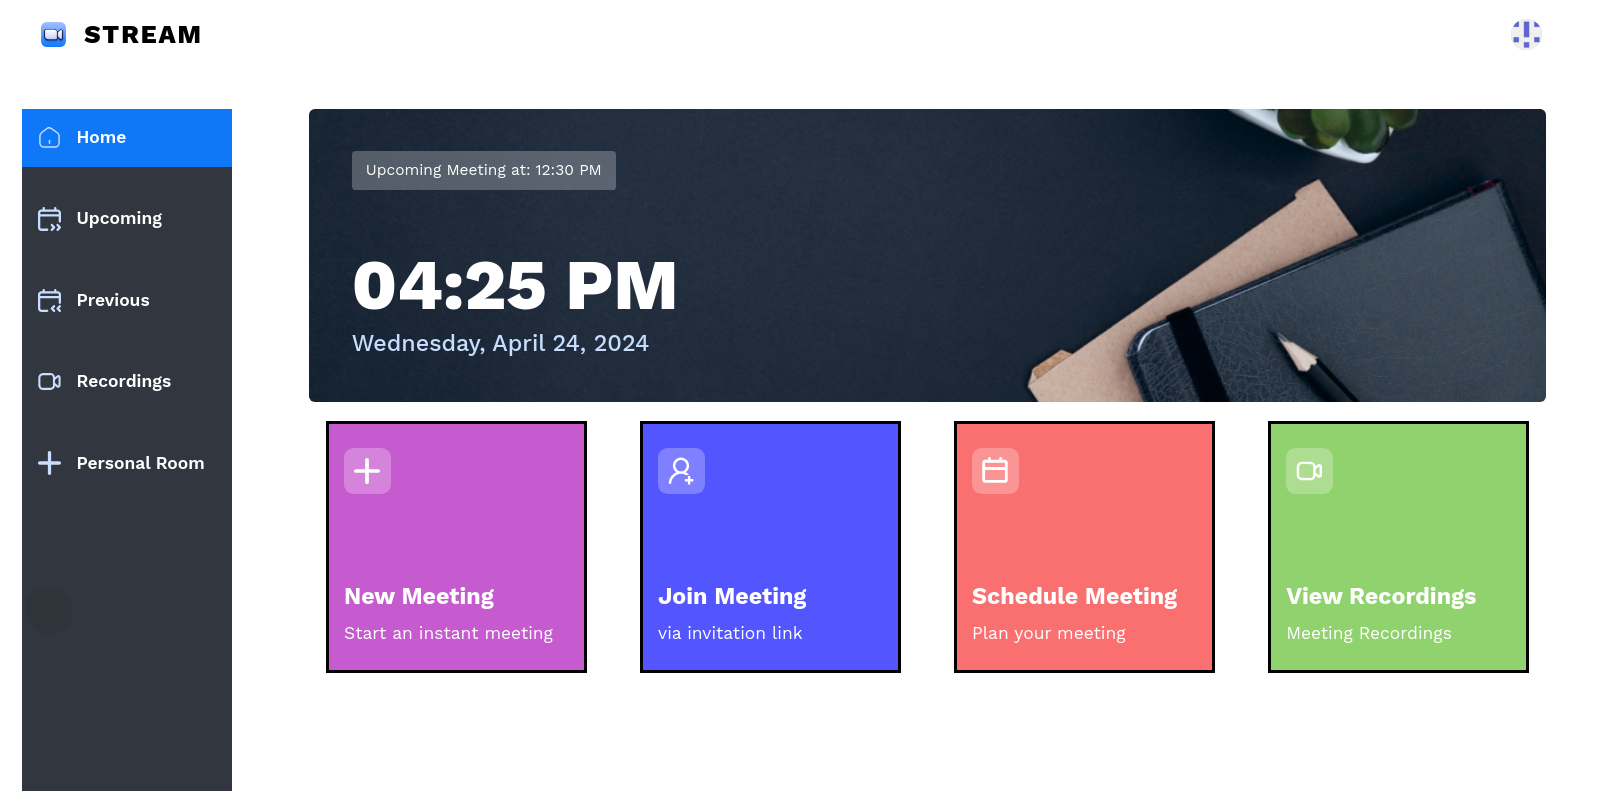 STREAM
Home
Upcoming
Previous
Recordings
Personal Room
Upcoming Meeting at: 12:30 PM
04:25 PM
Wednesday, April 24, 2024
New Meeting
Start an instant meeting
Join Meeting
via invitation link
Schedule Meeting
Plan your meeting
View Recordings
Meeting Recordings